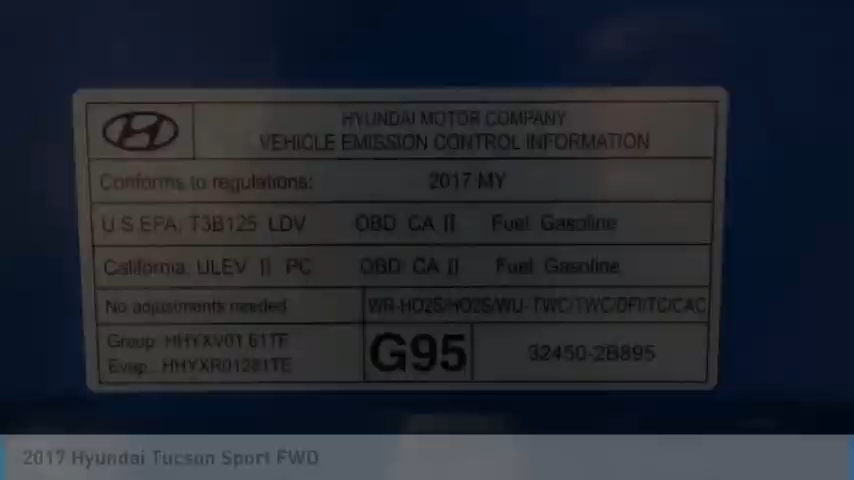 HYUNDAI MOTOR COMPANY
VEHICLE EMISSION CONTROL INFORMATION
Conforms to regulations: 2017 MY
U.S.EPA: T3B125 LDV OBD: CA II Fuel: Gasoline
California: ULEV II PC OBD: CA II Fuel: Gasoline
No adjustments needed WR-HO2S/HO2S/WU-TWC/TWC/DFI/TC/CAC
Group: HHYXV01.61TF
Evap.: HHYXR01281TE
G95
32450-2B895
2017 Hyundai Tucson Sport FWD